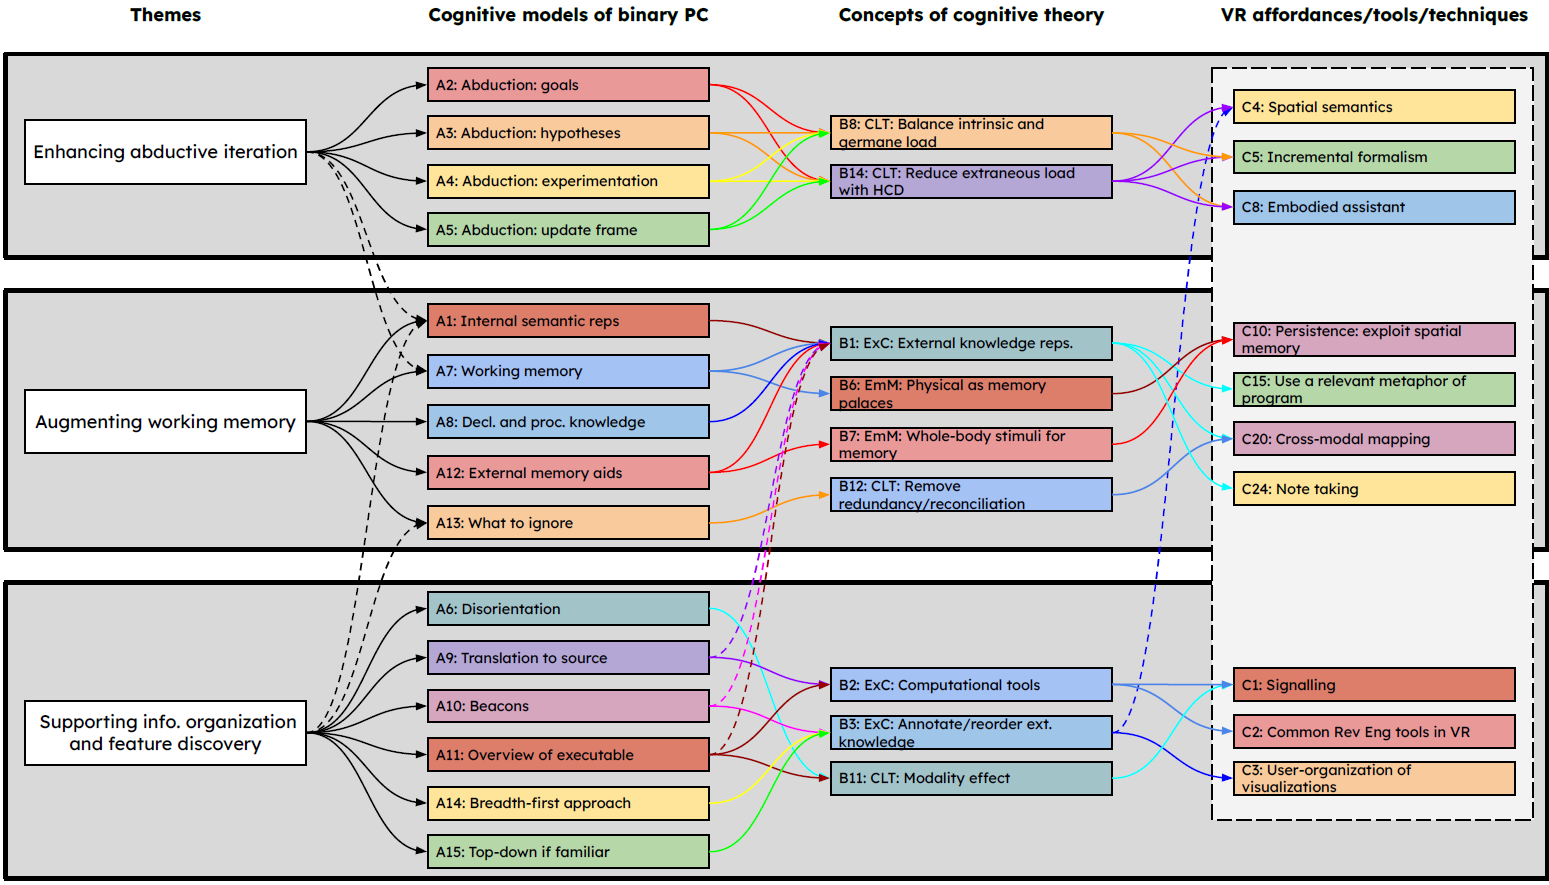 Themes
Cognitive models of binary PC
Concepts of cognitive theory
VR affordances/tools/techniques
Enhancing abductive iteration
A2: Abduction: goals
A3: Abduction: hypotheses
A4: Abduction: experimentation
A5: Abduction: update frame
B8: CLT: Balance intrinsic and
germane load
B14: CLT: Reduce extraneous load
with HCD
C4: Spatial semantics
C5: Incremental formalism
C8: Embodied assistant
Augmenting working memory
A1: Internal semantic reps
A7: Working memory
A8: Decl. and proc. knowledge
A12: External memory aids
A13: What to ignore
B1: ExC: External knowledge reps.
B6: EmM: Physical as memory
palaces
B7: EmM: Whole-body stimuli for
memory
B12: CLT: Remove
redundancy/reconciliation
C10: Persistence: exploit spatial
memory
C15: Use a relevant metaphor of
program
C20: Cross-modal mapping
C24: Note taking
Supporting info. organization
and feature discovery
A6: Disorientation
A9: Translation to source
A10: Beacons
A11: Overview of executable
A14: Breadth-first approach
A15: Top-down if familiar
B2: ExC: Computational tools
B3: ExC: Annotate/reorder ext.
knowledge
B11: CLT: Modality effect
C1: Signalling
C2: Common Rev Eng tools in VR
C3: User-organization of
visualizations